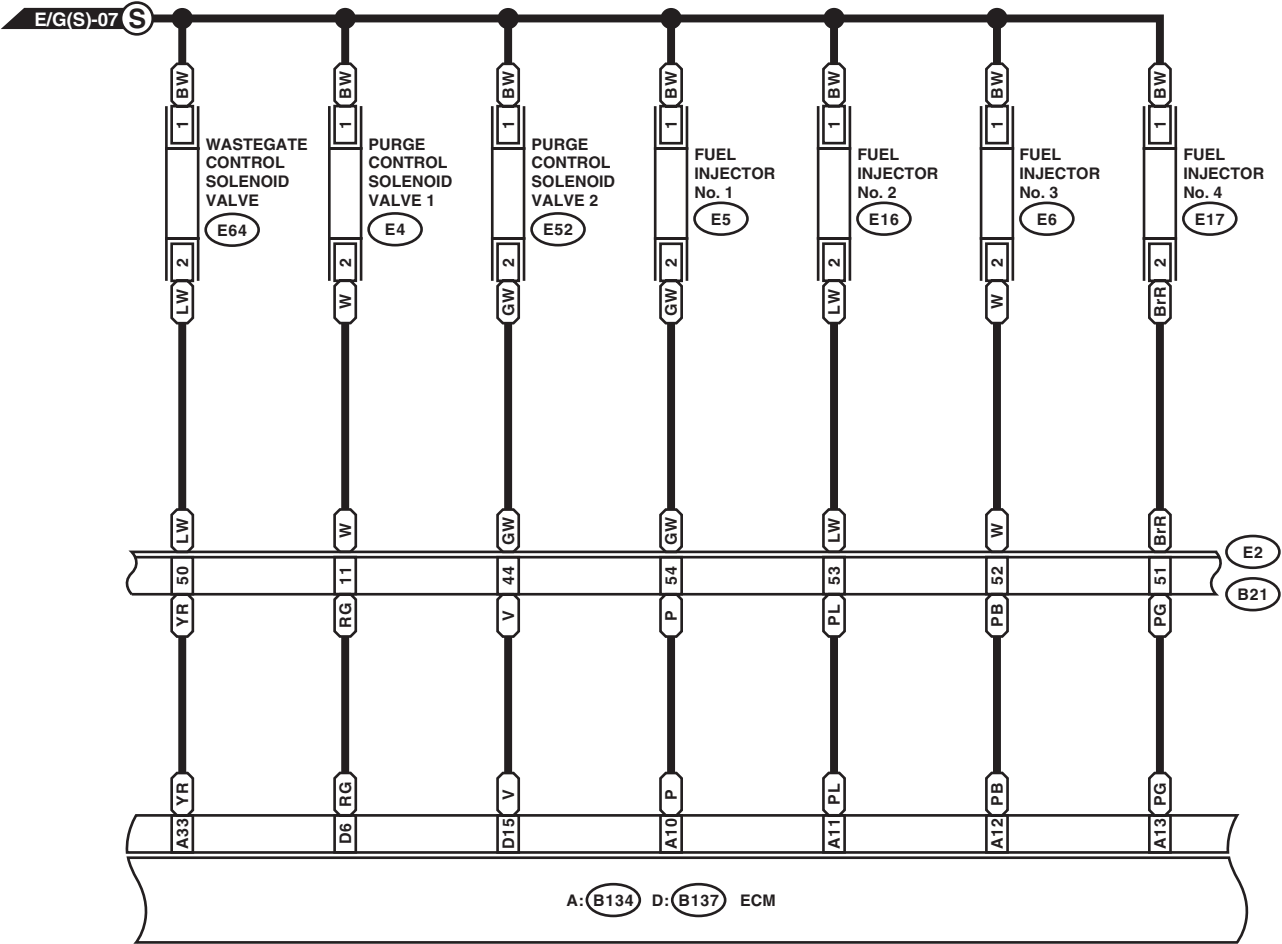 E/G(S)-07 S
BW BW BW BW BW BW BW
1 1 1 1 1 1 1
WASTEGATE
CONTROL
SOLENOID
VALVE
E64
PURGE
CONTROL
SOLENOID
VALVE 1
E4
PURGE
CONTROL
SOLENOID
VALVE 2
E52
FUEL
INJECTOR
No. 1
E5
FUEL
INJECTOR
No. 2
E16
FUEL
INJECTOR
No. 3
E6
FUEL
INJECTOR
No. 4
E17
2 2 2 2 2 2 2
LW W GW GW LW W BrR
LW W GW GW LW W BrR
E2
50 11 44 54 53 52 51
B21
YR RG V P PL PB PG
YR RG V P PL PB PG
A33 D6 D15 A10 A11 A12 A13
A: B134 D: B137 ECM